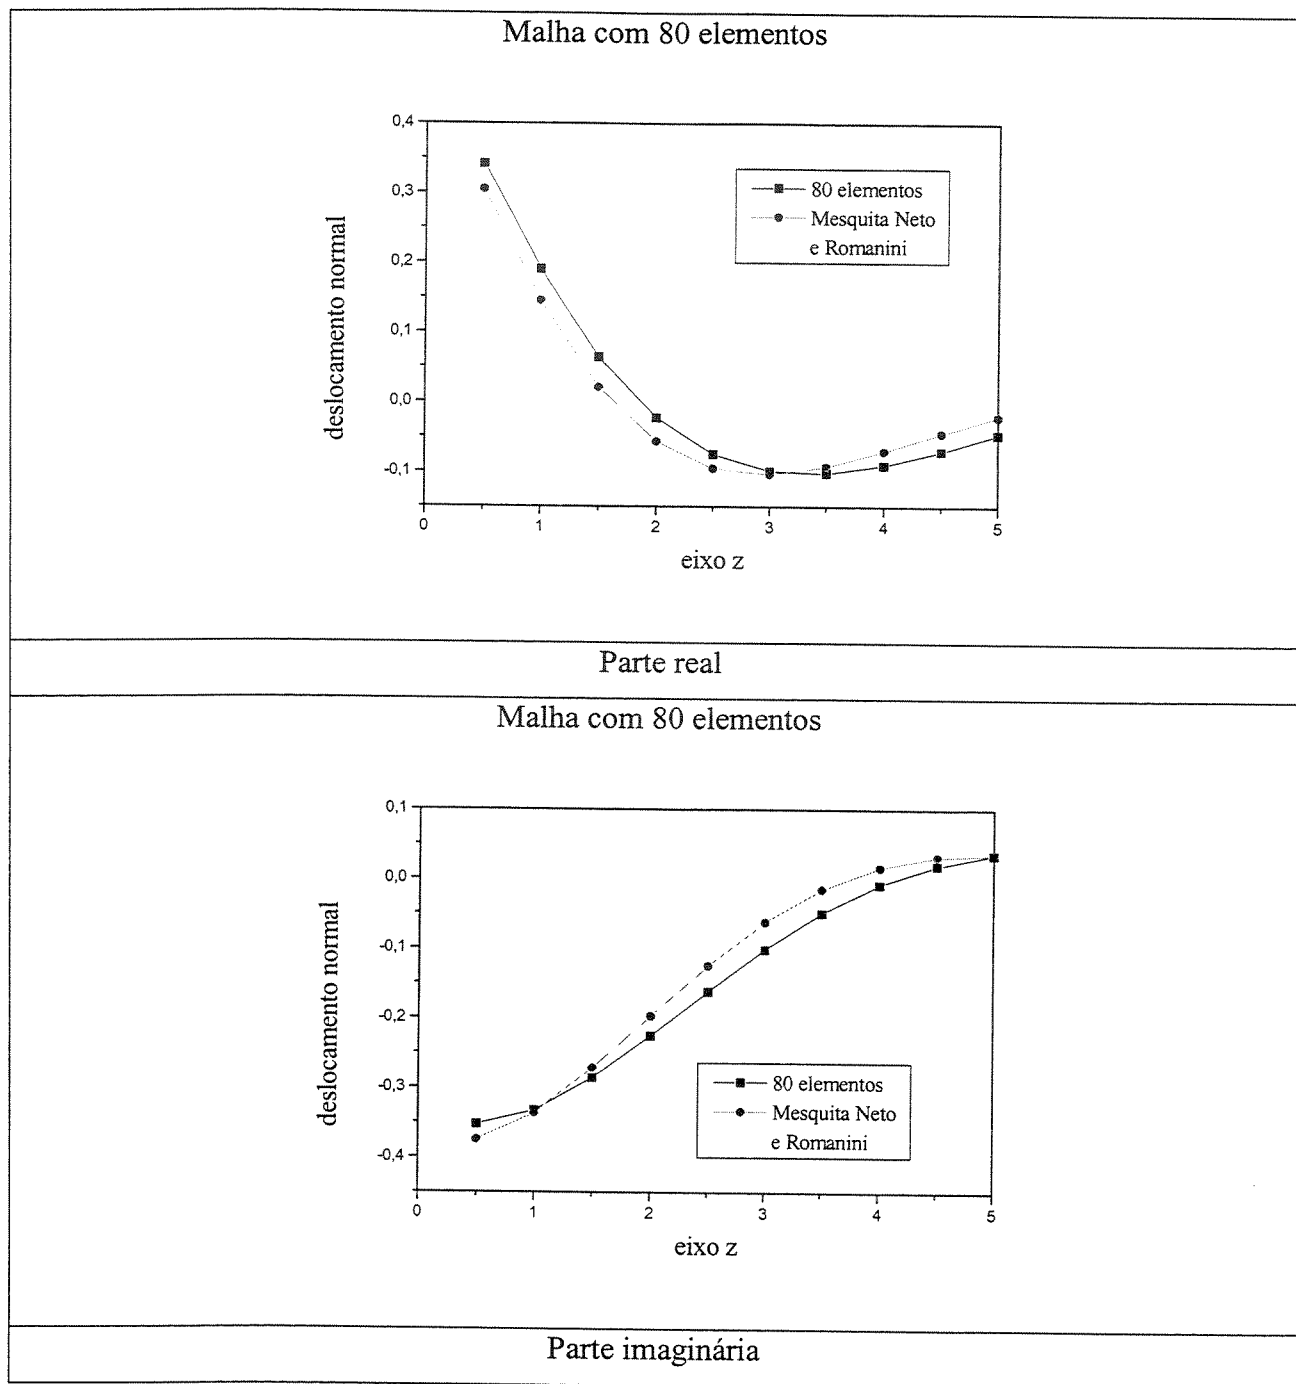 Malha com 80 elementos
0,4
0,3
0,2
0,1
0,0
-0,1
deslocamento normal
80 elementos
Mesquita Neto
e Romanini
0 1 2 3 4 5
eixo z
Parte real
Malha com 80 elementos
0,1
0,0
-0,1
-0,2
-0,3
-0,4
deslocamento normal
80 elementos
Mesquita Neto
e Romanini
0 1 2 3 4 5
eixo z
Parte imaginária